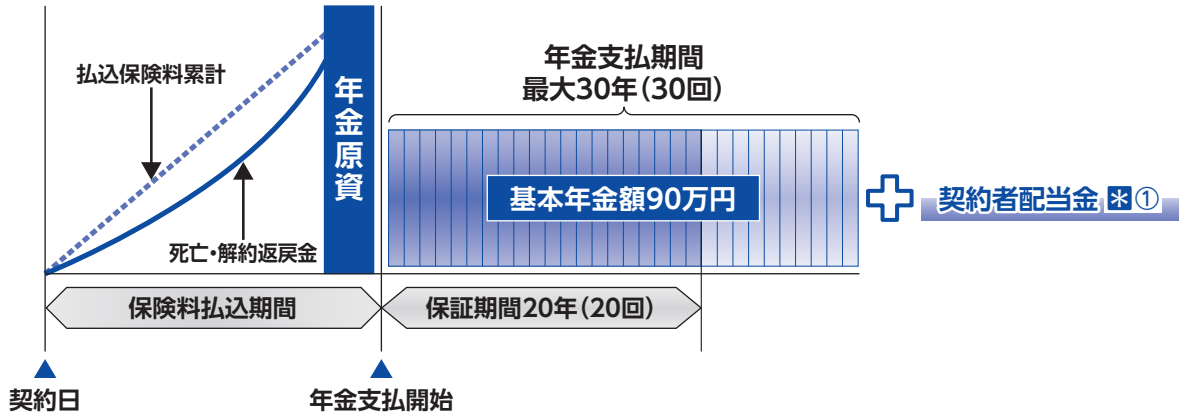 払込保険料累計
年金原資
死亡・解約返戻金
年金支払期間
最大30年（30回）
基本年金額90万円
契約者配当金 *①
保険料払込期間
保証期間20年（20回）
契約日
年金支払開始